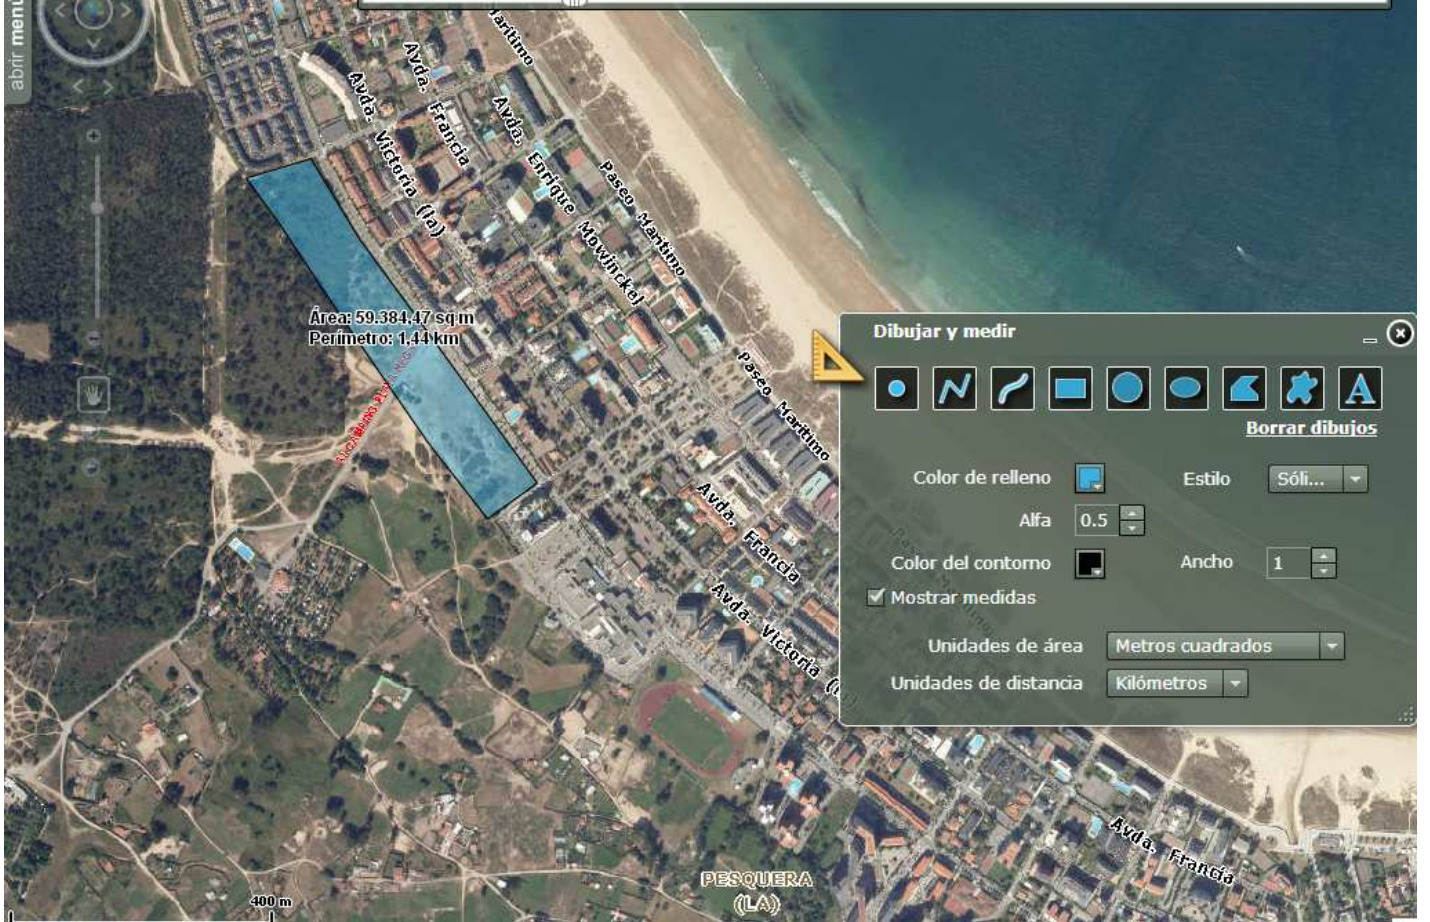 abrir menu
Marítimo
Avda. Francia
Avda. Victoria (la)
Avda. Enrique Mowinckel
Paseo Marítimo
Área: 59.384,47 sq m
Perímetro: 1,44 km
Paseo Marítimo
Avda. Francia
Avda. Victoria (la)
Dibujar y medir
A
Borrar dibujos
Color de relleno
Estilo
Sóli...
Alfa
0.5
Color del contorno
Ancho
1
Mostrar medidas
Unidades de área
Metros cuadrados
Unidades de distancia
Kilómetros
Avda. Francia
PESQUERA
(LA)
400 m